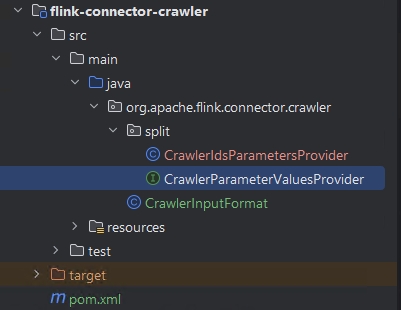 flink-connector-crawler
src
main
java
org.apache.flink.connector.crawler
split
C CrawlerIdsParametersProvider
I CrawlerParameterValuesProvider
C CrawlerInputFormat
resources
test
target
m pom.xml